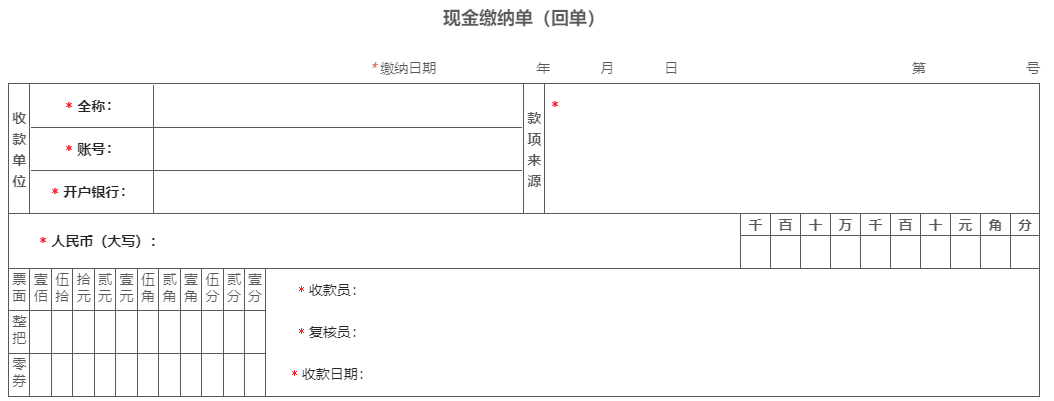 现金缴纳单（回单）
*缴纳日期 年 月 日 第 号
收款单位
* 全称：
* 账号：
* 开户银行：
款项来源
*
* 人民币（大写）：
千 百 十 万 千 百 十 元 角 分
票面 壹佰 伍拾 拾元 贰元 壹元 伍角 贰角 壹角 伍分 贰分 壹分
整把
零券
* 收款员：
* 复核员：
* 收款日期：